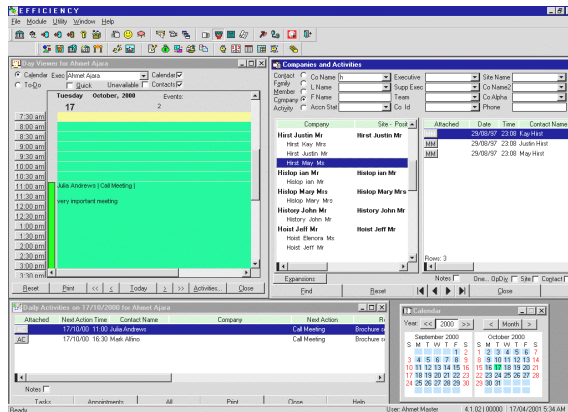 EFFICIENCY
File Module Utility Window Help
Day Viewer for Ahmet Ajara
Calendar Exec Ahmet Ajara Calendar
To-Do Quick Unavailable Contacts
Tuesday October, 2000 Events:
17 2
7:30 am
8:00 am
8:30 am
9:00 am
9:30 am
10:00 am
10:30 am
11:00 am Julia Andrews ( Call Meeting )
11:30 am
12:00 pm very important meeting
12:30 pm
1:00 pm
1:30 pm
2:00 pm
2:30 pm
3:00 pm
3:30 pm
Reset Print << < Today > >> Activities... Close
Companies and Activities
Contact Co Name h Executive Site Name
Family L Name Supp Exec Co Name2
Member F Name Team Co Alpha
Company Accn Stat Co Id Phone
Activity
Company Site - Post
Hirst Justin Mr Hirst Justin Mr
Hirst Kay Mrs
Hirst Justin Mr
Hirst May Ms
Hislop ian Mr Hislop ian Mr
Hislop ian Mr
Hislop Mary Mrs Hislop Mary Mrs
Hislop Mary Mrs
History John Mr History John Mr
History John Mr
Hoist Jeff Mr Hoist Jeff Mr
Hoist Elenora Ms
Hoist Jeff Mr
Attached Date Time Contact Name
29/08/97 23:08 Kay Hirst
MM 29/08/97 23:08 Justin Hirst
MM 29/08/97 23:08 May Hirst
Rows: 3
Expansions Notes One... OpDiv Site Contact
Find Reset Close
Daily Activities on 17/10/2000 for Ahmet Ajara
Attached Next Action Time Contact Name Company Next Action
17/10/00 11:00 Julia Andrews Call Meeting Brochure
AC 17/10/00 16:30 Mark Alfino Call Meeting Brochure
Notes
Tasks Appointments All Print Close Help
Calendar
Year: << 2000 >> < Month >
September 2000 October 2000
S M T W T F S S M T W T F S
1 2 1 2 3 4 5 6 7
3 4 5 6 7 8 9 8 9 10 11 12 13 14
10 11 12 13 14 15 16 15 16 17 18 19 20 21
17 18 19 20 21 22 23 22 23 24 25 26 27 28
24 25 26 27 28 29 30 29 30 31
Ready User: Ahmet Master 4.1.02 | 00000 17/04/2001 5:34 AM